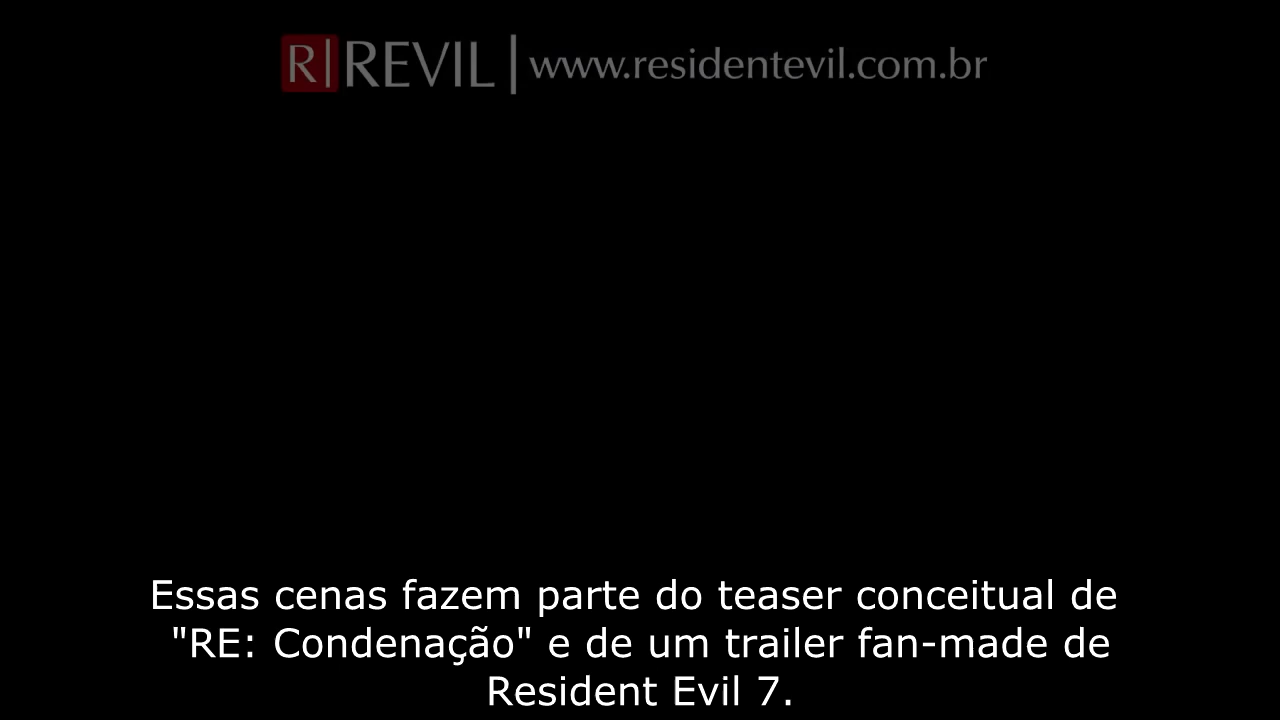 R| REVIL | www.residentevil.com.br
Essas cenas fazem parte do teaser conceitual de
"RE: Condenação" e de um trailer fan-made de
Resident Evil 7.